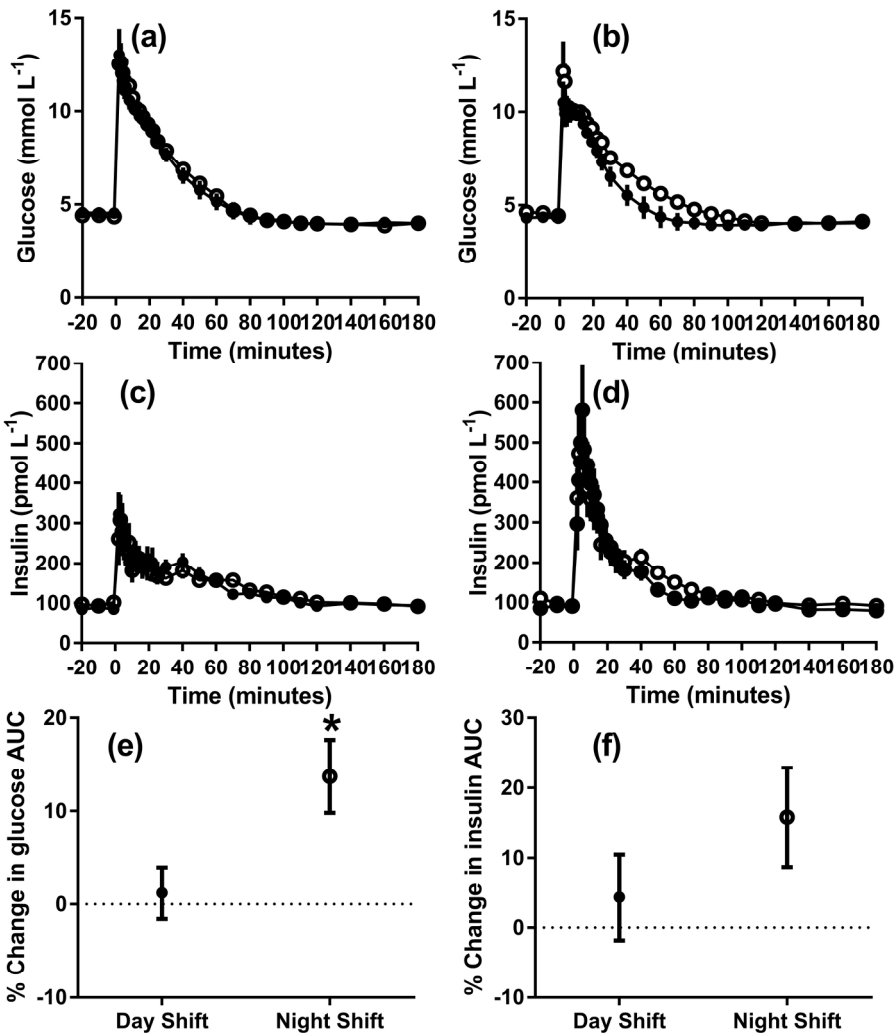 (a)
Glucose (mmol L⁻¹)
15
10
5
0
-20 0 20 40 60 80 100 120 140 160 180
Time (minutes)
(b)
Glucose (mmol L⁻¹)
15
10
5
0
-20 0 20 40 60 80 100 120 140 160 180
Time (minutes)
(c)
Insulin (pmol L⁻¹)
700
600
500
400
300
200
100
0
-20 0 20 40 60 80 100 120 140 160 180
Time (minutes)
(d)
Insulin (pmol L⁻¹)
700
600
500
400
300
200
100
0
-20 0 20 40 60 80 100 120 140 160 180
Time (minutes)
(e)
% Change in glucose AUC
20
10
0
-10
*
Day Shift Night Shift
(f)
% Change in insulin AUC
30
20
10
0
-10
Day Shift Night Shift